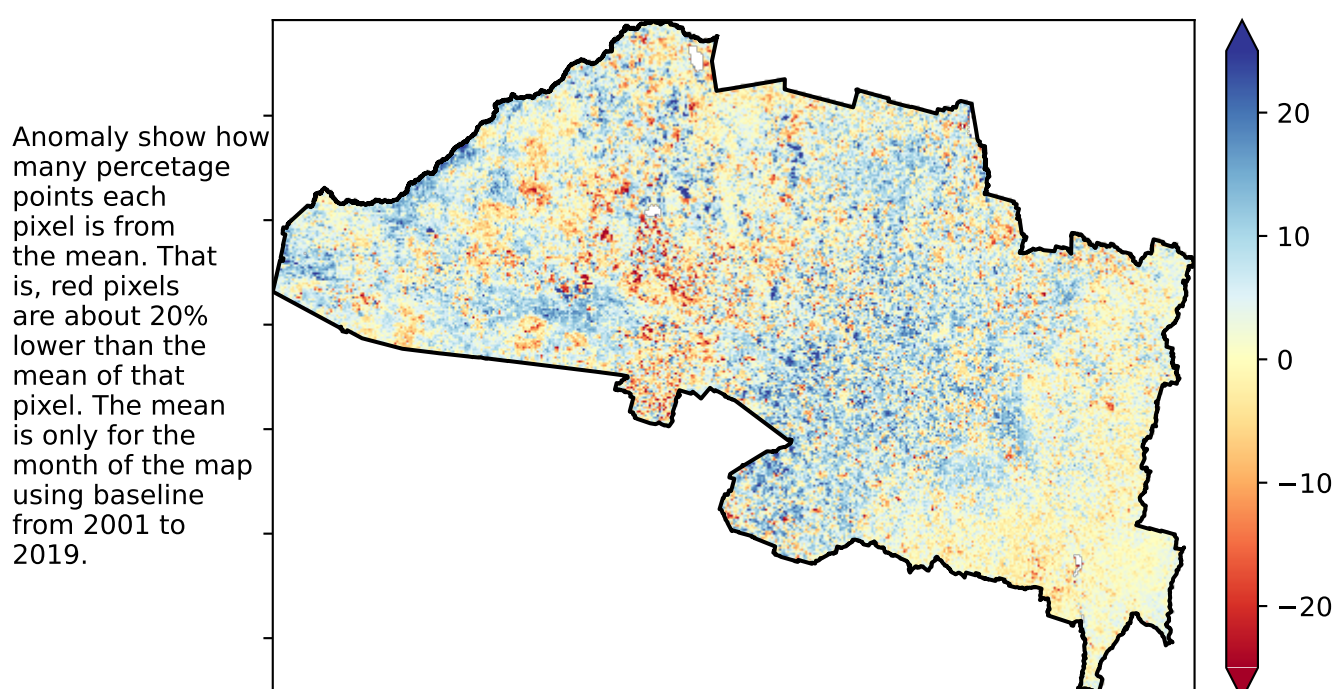 Anomaly show how
many percetage
points each
pixel is from
the mean. That
is, red pixels
are about 20%
lower than the
mean of that
pixel. The mean
is only for the
month of the map
using baseline
from 2001 to
2019.
20
10
0
−10
−20